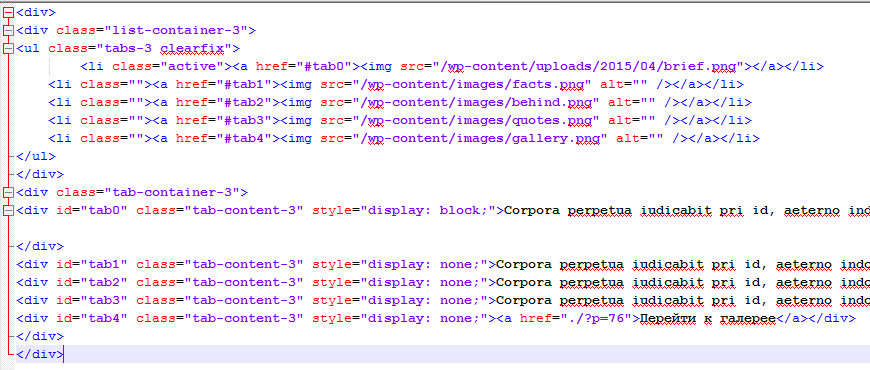 <div>
<div class="list-container-3">
<ul class="tabs-3 clearfix">
<li class="active"><a href="#tab0"><img src="/wp-content/uploads/2015/04/brief.png"></a></li>
<li class=""><a href="#tab1"><img src="/wp-content/images/facts.png" alt="" /></a></li>
<li class=""><a href="#tab2"><img src="/wp-content/images/behind.png" alt="" /></a></li>
<li class=""><a href="#tab3"><img src="/wp-content/images/quotes.png" alt="" /></a></li>
<li class=""><a href="#tab4"><img src="/wp-content/images/gallery.png" alt="" /></a></li>
</ul>
</div>
<div class="tab-container-3">
<div id="tab0" class="tab-content-3" style="display: block;">Corpora perpetua iudicabit pri id, aeterno ind
</div>
<div id="tab1" class="tab-content-3" style="display: none;">Corpora perpetua iudicabit pri id, aeterno indo
<div id="tab2" class="tab-content-3" style="display: none;">Corpora perpetua iudicabit pri id, aeterno indo
<div id="tab3" class="tab-content-3" style="display: none;">Corpora perpetua iudicabit pri id, aeterno indo
<div id="tab4" class="tab-content-3" style="display: none;"><a href="./?p=76">Перейти к галерее</a></div>
</div>
</div>